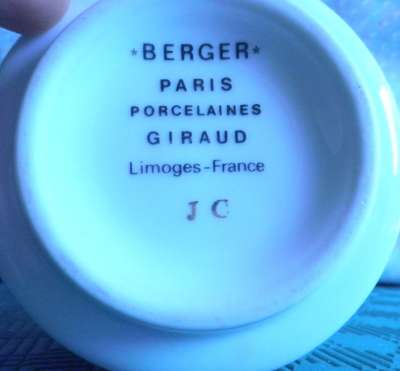 *BERGER*
PARIS
PORCELAINES
GIRAUD
Limoges-France
J C